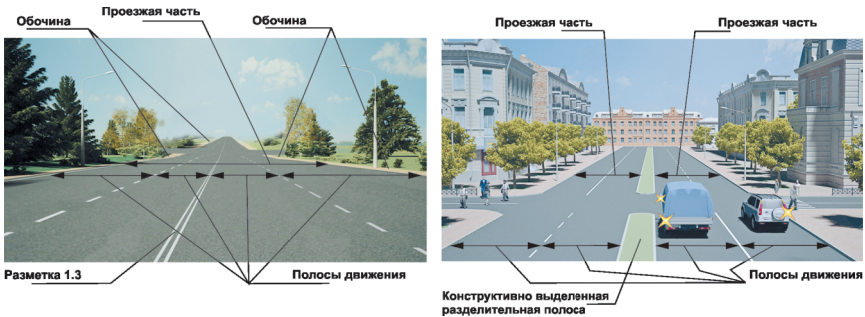 Обочина
Проезжая часть
Обочина
Разметка 1.3
Полосы движения
Проезжая часть
Проезжая часть
Полосы движения
Конструктивно выделенная
разделительная полоса